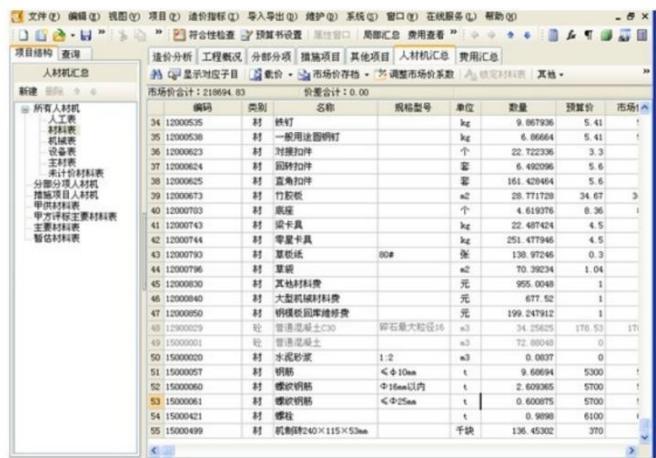 文件(F) 编辑(E) 视图(V) 项目(P) 造价指标(Z) 导入导出(D) 维护(D) 系统(S) 窗口(W) 在线服务(L) 帮助(H)
符合性检查 预算书设置 属性窗口 局部汇总 费用查看
项目结构 查询
造价分析 工程概况 分部分项 措施项目 其他项目 人材机汇总 费用汇总
人材机汇总
显示对应子目 载价 市场价存档 调整市场价系数 锁定材料表 其他
新建 删除
市场价合计:218694.83 价差合计:0.00
所有人材机
人工表
材料表
机械表
设备表
主材表
未计价材料表
分部分项人材机
措施项目人材机
甲供材料表
甲方评标主要材料表
主要材料表
暂估材料表
编码 类别 名称 规格型号 单位 数量 预算价 市场价
34 12000535 材 铁钉 kg 9.867936 5.41
35 12000538 材 一般用途圆钢钉 kg 6.86664 5.41
36 12000623 材 对接扣件 个 22.722336 3.3
37 12000624 材 回转扣件 套 6.492096 5.6
38 12000625 材 直角扣件 套 161.428464 5.6
39 12000673 材 竹胶板 m2 28.771728 34.67
40 12000703 材 底座 个 4.619376 8.36
41 12000743 材 梁卡具 kg 22.487424 4.5
42 12000744 材 零星卡具 kg 251.477946 4.5
43 12000793 材 草板纸 80# 张 138.97246 0.3
44 12000796 材 草袋 m2 70.39234 1.04
45 12000830 材 其他材料费 元 955.0048 1
46 12000840 材 大型机械材料费 元 677.52 1
47 12000850 材 钢模板回库维修费 元 199.247912 1
48 12900029 砼 普通混凝土C30 碎石最大粒径16 m3 34.25625 178.53
49 15000001 砼 普通混凝土 m3 72.88048 0
50 15000020 材 水泥砂浆 1:2 m3 0.0837 0
51 15000057 材 钢筋 ≤Φ10mm t 9.68694 5300
52 15000060 材 螺纹钢筋 Φ16mm以内 t 2.609365 5700
53 15000061 材 螺纹钢筋 ≤Φ25mm t 0.600875 5700
54 15000421 材 螺栓 t 0.9898 6100
55 15000499 材 机制砖240×115×53mm 千块 136.45302 370